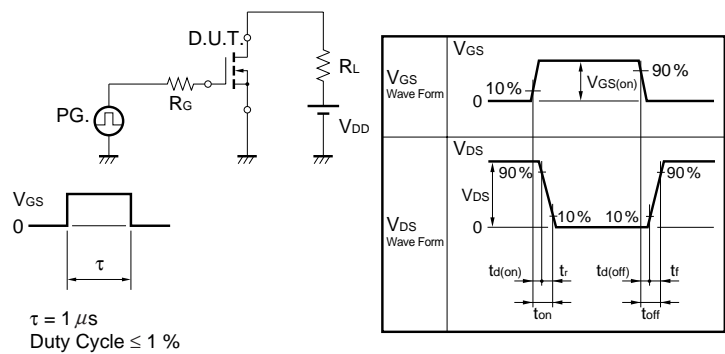 D.U.T.
RL
RG
PG.
VDD
VGS
0
τ
τ = 1 μs
Duty Cycle ≤ 1 %
VGS
Wave Form
VGS
10 %
VGS(on)
90 %
0
VDS
Wave Form
VDS
90 %
VDS
10 %
10 %
90 %
0
td(on)
tr
td(off)
tf
ton
toff